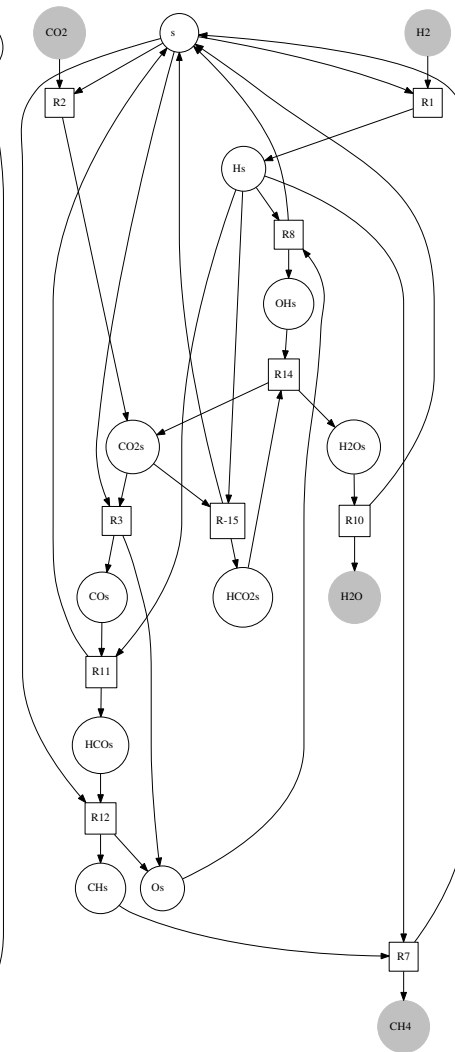 CO2
s
H2
R2
R1
Hs
R8
OHs
R14
CO2s
H2Os
R3
R-15
R10
COs
HCO2s
H2O
R11
HCOs
R12
CHs
Os
R7
CH4